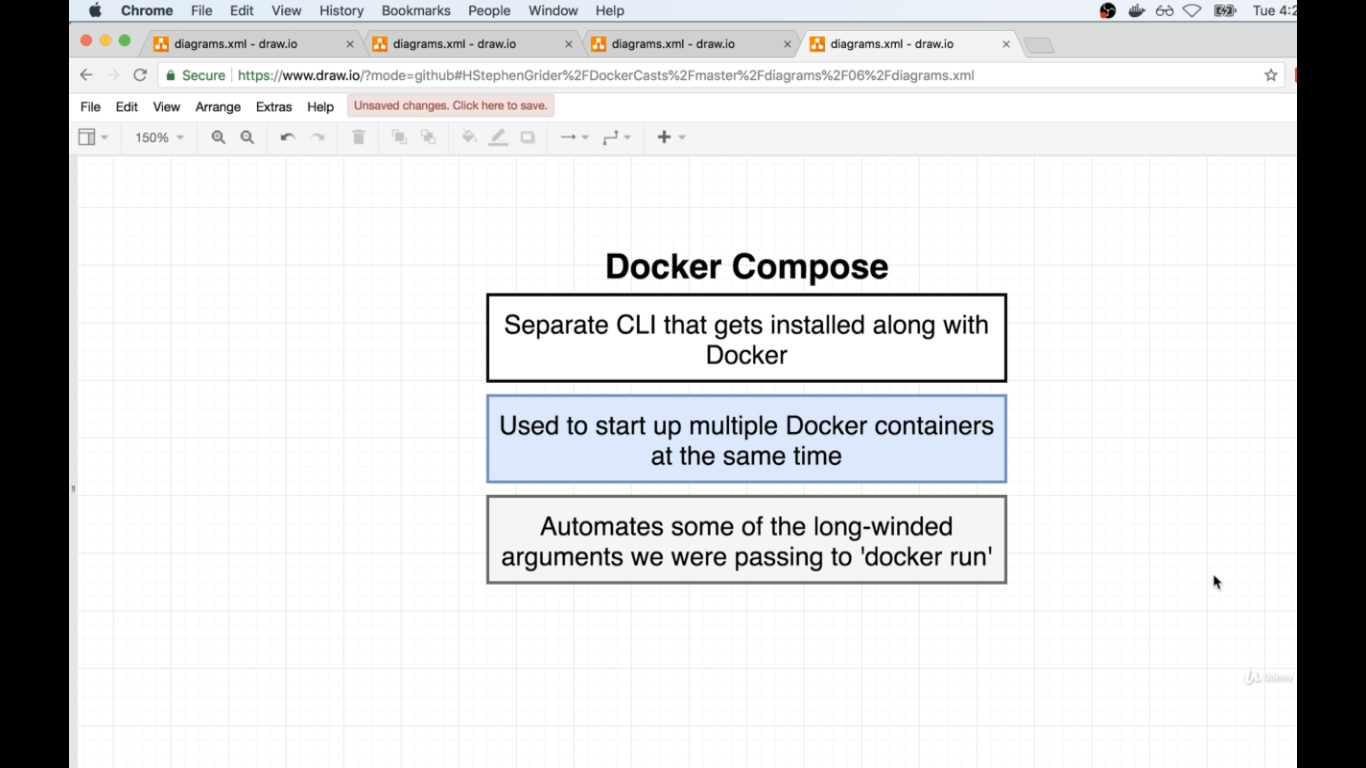 Chrome File Edit View History Bookmarks People Window Help Tue 4:2
diagrams.xml - draw.io diagrams.xml - draw.io diagrams.xml - draw.io diagrams.xml - draw.io
Secure https://www.draw.io/?mode=github#HStephenGrider%2FDockerCasts%2Fmaster%2Fdiagrams%2F06%2Fdiagrams.xml
File Edit View Arrange Extras Help Unsaved changes. Click here to save.
150%
Docker Compose
Separate CLI that gets installed along with
Docker
Used to start up multiple Docker containers
at the same time
Automates some of the long-winded
arguments we were passing to 'docker run'
Udemy